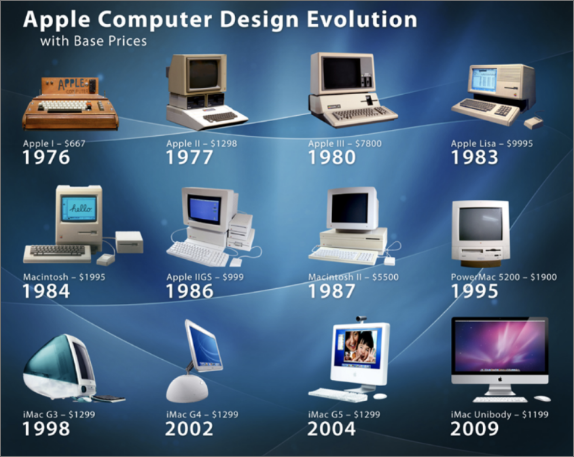 Apple Computer Design Evolution
with Base Prices
APPLE
Apple I – $667
1976
Apple II – $1298
1977
Apple III – $7800
1980
Apple Lisa – $9995
1983
hello
Macintosh – $1995
1984
Apple IIGS – $999
1986
Macintosh II – $5500
1987
PowerMac 5200 – $1900
1995
iMac G3 – $1299
1998
iMac G4 – $1299
2002
iMac G5 – $1299
2004
iMac Unibody – $1199
2009